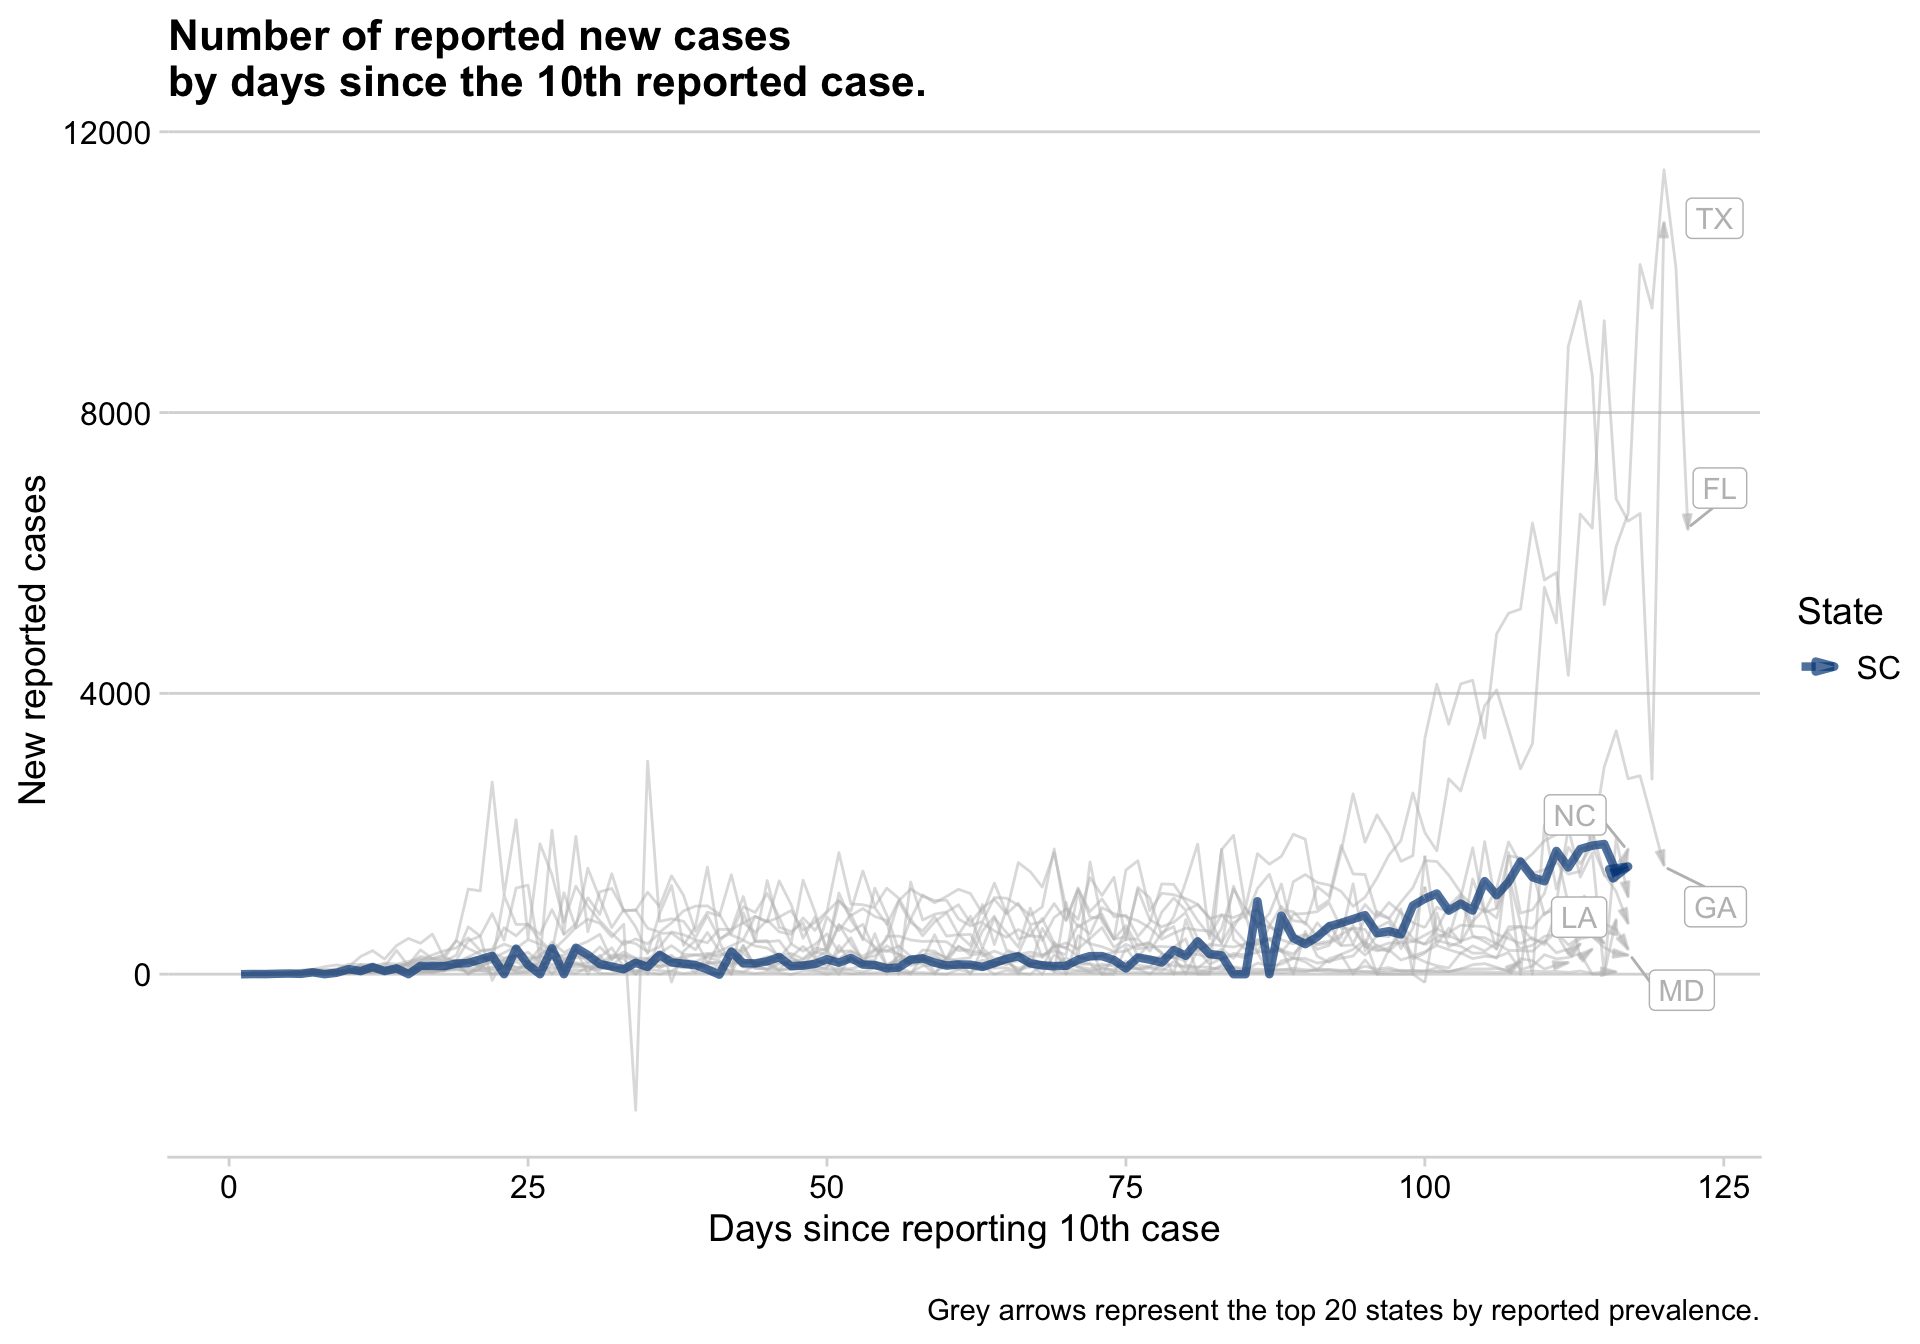 Number of reported new cases
by days since the 10th reported case.
12000
8000
4000
0
New reported cases
TX
FL
NC
LA
GA
MD
State
SC
0 25 50 75 100 125
Days since reporting 10th case
Grey arrows represent the top 20 states by reported prevalence.